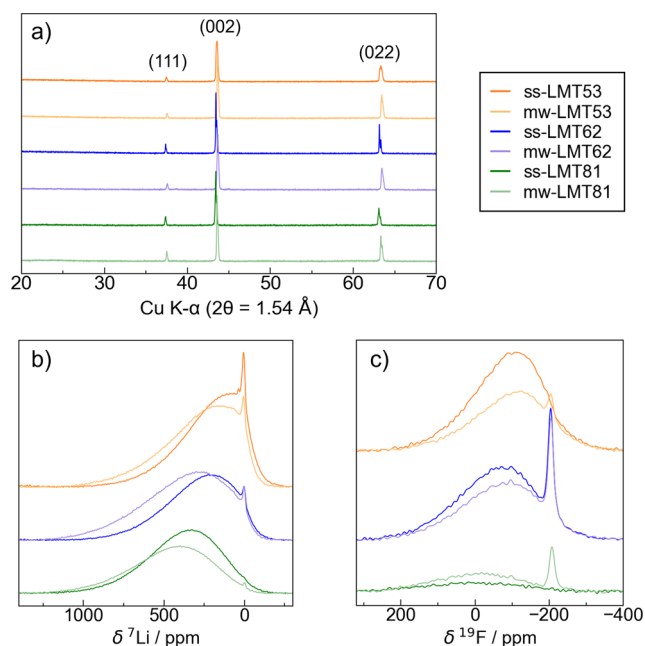 a)
(111)
(002)
(022)
20
30
40
50
60
70
Cu K-α (2θ = 1.54 Å)
ss-LMT53
mw-LMT53
ss-LMT62
mw-LMT62
ss-LMT81
mw-LMT81
b)
1000
500
0
δ ⁷Li / ppm
c)
200
0
−200
−400
δ ¹⁹F / ppm